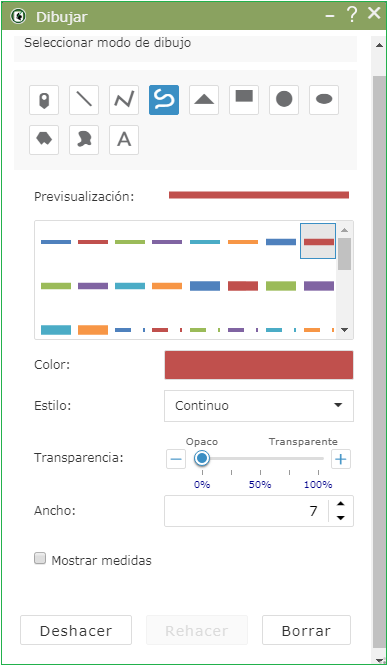 Dibujar
Seleccionar modo de dibujo
A
Previsualización:
Color:
Estilo: Continuo
Opaco Transparente
Transparencia:
0% 50% 100%
Ancho: 7
Mostrar medidas
Deshacer Rehacer Borrar